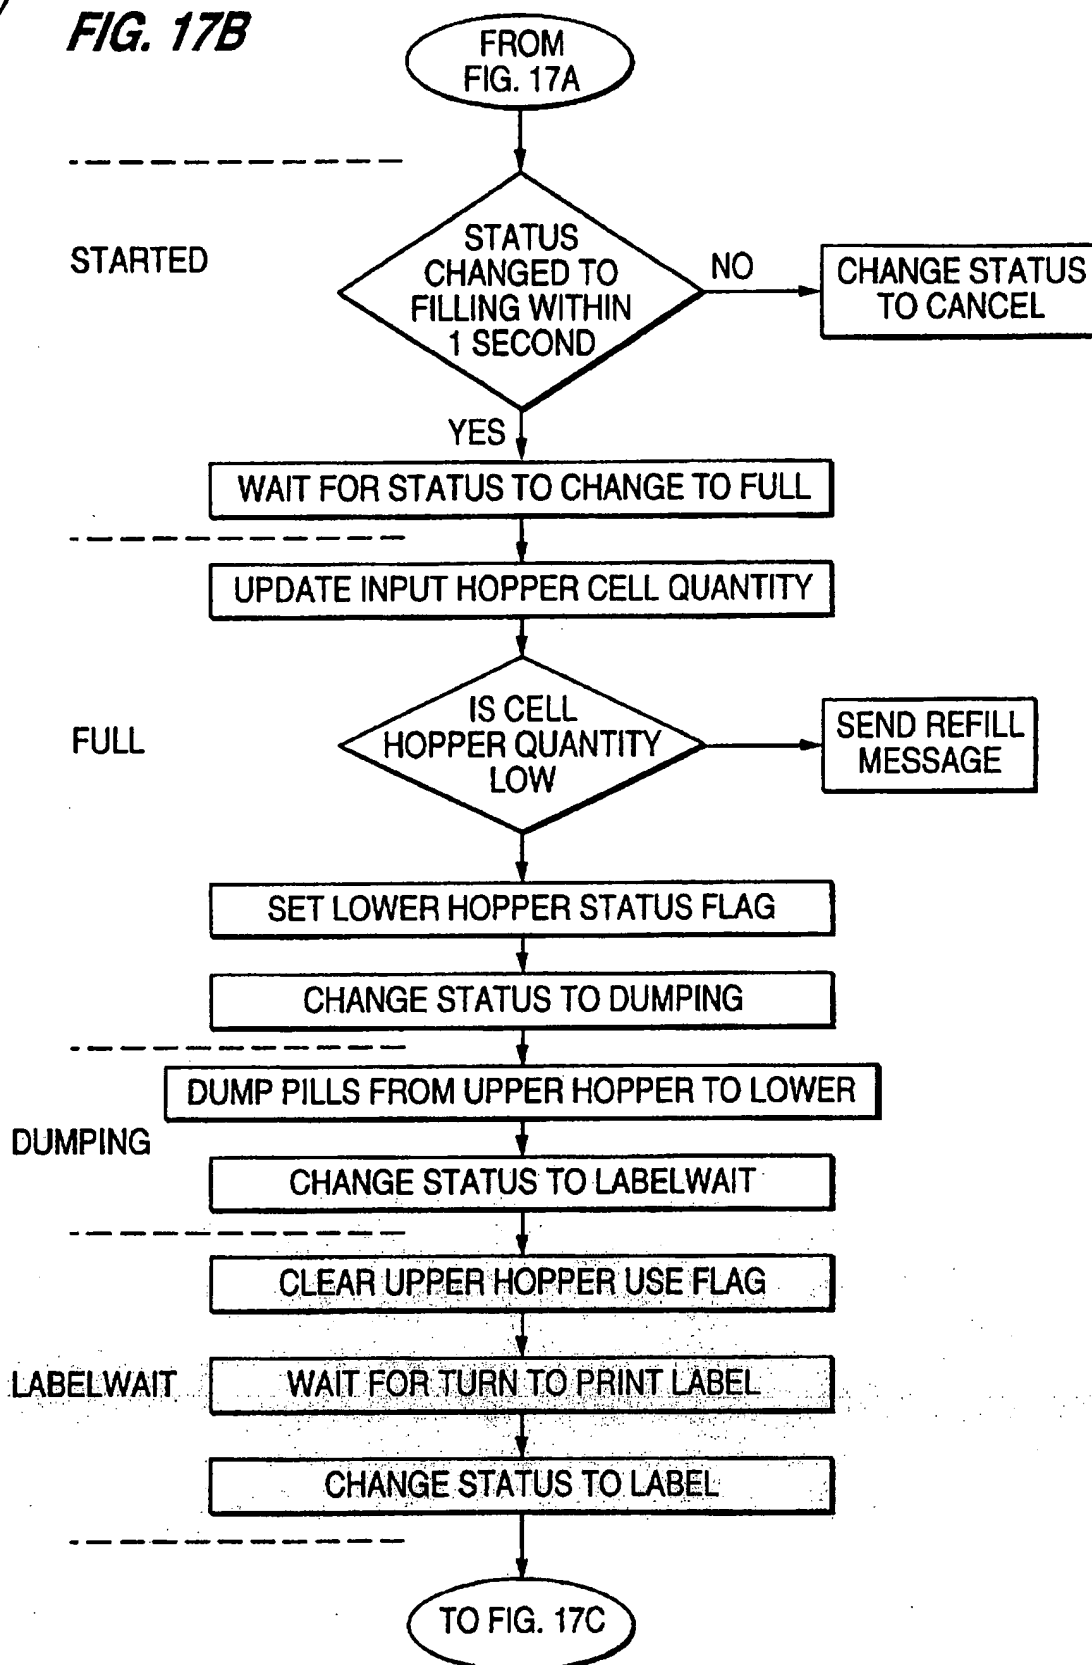 FIG. 17B
FROM
FIG. 17A
STARTED
STATUS
CHANGED TO
FILLING WITHIN
1 SECOND
NO
CHANGE STATUS
TO CANCEL
YES
WAIT FOR STATUS TO CHANGE TO FULL
UPDATE INPUT HOPPER CELL QUANTITY
FULL
IS CELL
HOPPER QUANTITY
LOW
SEND REFILL
MESSAGE
SET LOWER HOPPER STATUS FLAG
CHANGE STATUS TO DUMPING
DUMPING
DUMP PILLS FROM UPPER HOPPER TO LOWER
CHANGE STATUS TO LABELWAIT
CLEAR UPPER HOPPER USE FLAG
LABELWAIT
WAIT FOR TURN TO PRINT LABEL
CHANGE STATUS TO LABEL
TO FIG. 17C